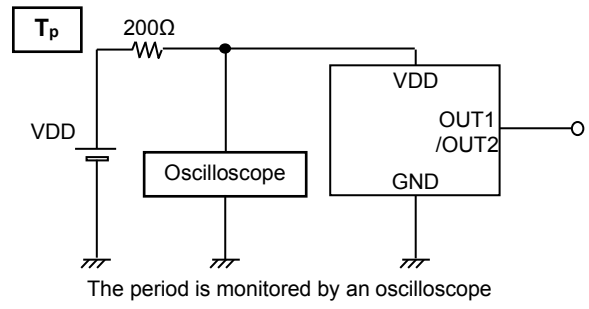 Tp
200Ω
VDD
Oscilloscope
VDD
OUT1
/OUT2
GND
The period is monitored by an oscilloscope